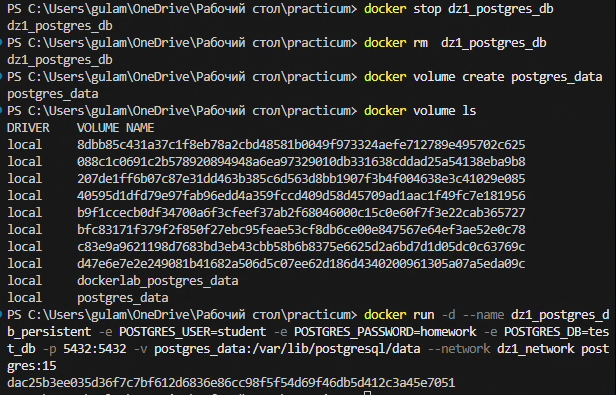 PS C:\Users\gulam\OneDrive\Рабочий стол\practicum> docker stop dz1_postgres_db
dz1_postgres_db
PS C:\Users\gulam\OneDrive\Рабочий стол\practicum> docker rm  dz1_postgres_db
dz1_postgres_db
PS C:\Users\gulam\OneDrive\Рабочий стол\practicum> docker volume create postgres_data
postgres_data
PS C:\Users\gulam\OneDrive\Рабочий стол\practicum> docker volume ls
DRIVER    VOLUME NAME
local     8dbb85c431a37c1f8eb78a2cbd48581b0049f973324aefe712789e495702c625
local     088c1c0691c2b578920894948a6ea97329010db331638cddad25a54138eba9b8
local     207de1ff6b07c87e31dd463b385c6d563d8bb1907f3b4f004638e3c41029e085
local     40595d1dfd79e97fab96edd4a359fccd409d58d45709ad1aac1f49fc7e181956
local     b9f1ccecb0df34700a6f3cfeef37ab2f68046000c15c0e60f7f3e22cab365727
local     bfc83171f379f2f850f27ebc95feae53cf8db6ce00e847567e64ef3ae52e0c78
local     c83e9a9621198d7683bd3eb43cbb58b6b8375e6625d2a6bd7d1d05dc0c63769c
local     d47e6e7e2e249081b41682a506d5c07ee62d186d4340200961305a07a5eda09c
local     dockerlab_postgres_data
local     postgres_data
PS C:\Users\gulam\OneDrive\Рабочий стол\practicum> docker run -d --name dz1_postgres_d
b_persistent -e POSTGRES_USER=student -e POSTGRES_PASSWORD=homework -e POSTGRES_DB=tes
t_db -p 5432:5432 -v postgres_data:/var/lib/postgresql/data --network dz1_network post
gres:15
dac25b3ee035d36f7c7bf612d6836e86cc98f5f54d69f46db5d412c3a45e7051